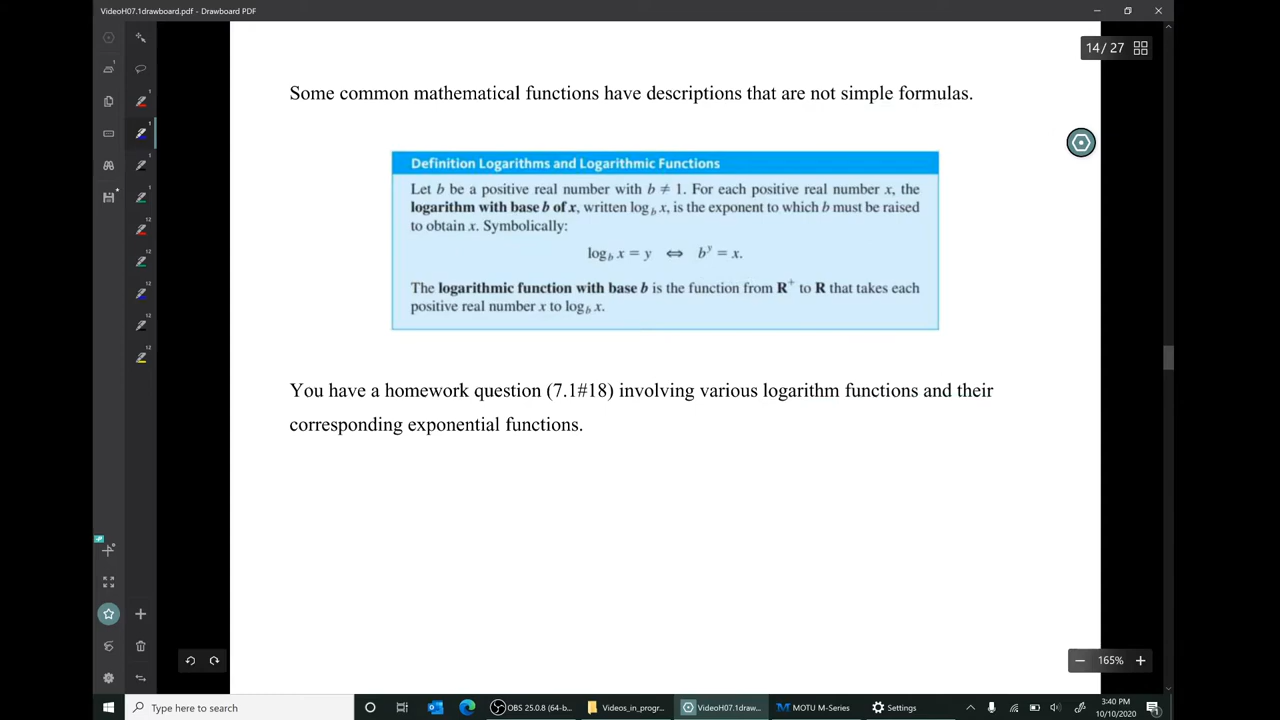 VideoH07.1drawboard.pdf - Drawboard PDF
14 / 27
Some common mathematical functions have descriptions that are not simple formulas.
Definition Logarithms and Logarithmic Functions
Let b be a positive real number with b ≠ 1. For each positive real number x, the
logarithm with base b of x, written log_b x, is the exponent to which b must be raised
to obtain x. Symbolically:
log_b x = y ⇔ b^y = x.
The logarithmic function with base b is the function from R^+ to R that takes each
positive real number x to log_b x.
You have a homework question (7.1#18) involving various logarithm functions and their
corresponding exponential functions.
165%
Type here to search
OBS 25.0.8 (64-b...
Videos_in_progr...
VideoH07.1draw...
MOTU M-Series
Settings
3:40 PM
10/10/2020